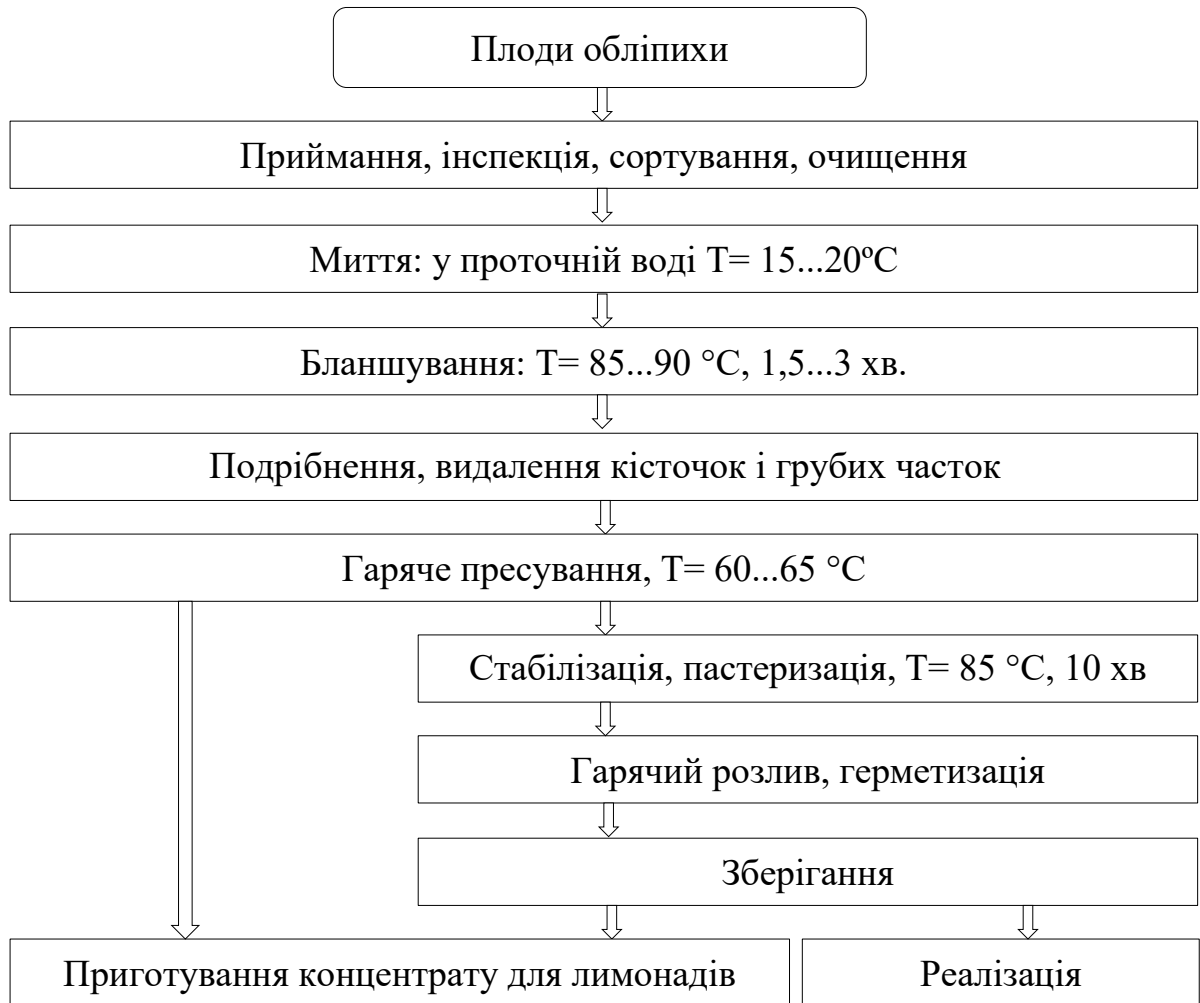 Плоди обліпихи
Приймання, інспекція, сортування, очищення
Миття: у проточній воді Т= 15...20ºС
Бланшування: Т= 85...90 °С, 1,5...3 хв.
Подрібнення, видалення кісточок і грубих часток
Гаряче пресування, Т= 60...65 °С
Стабілізація, пастеризація, Т= 85 °С, 10 хв
Гарячий розлив, герметизація
Зберігання
Приготування концентрату для лимонадів
Реалізація